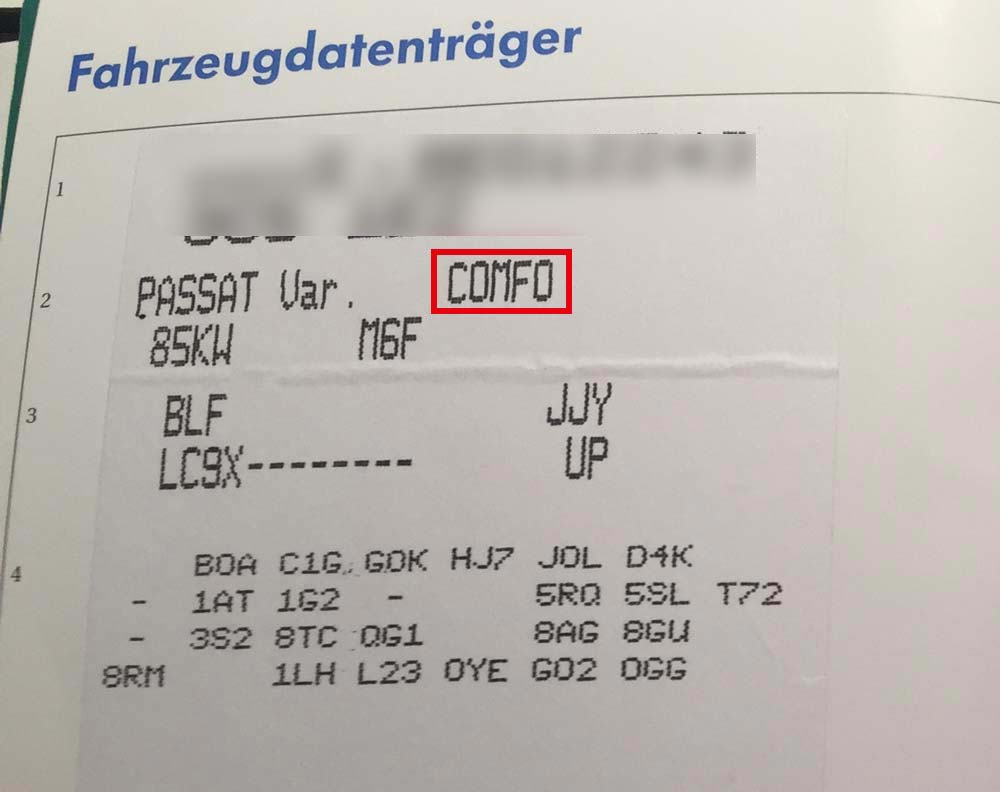 Fahrzeugdatenträger
1
2 PASSAT Var. COMFO
85KW M6F
3 BLF JJY
LC9X-------- UP
4 BOA C1G GOK HJ7 JOL D4K
- 1AT 1G2 - 5RQ 5SL T72
- 3S2 8TC QG1 8AG 8GU
8RM 1LH L23 OYE GO2 OGG